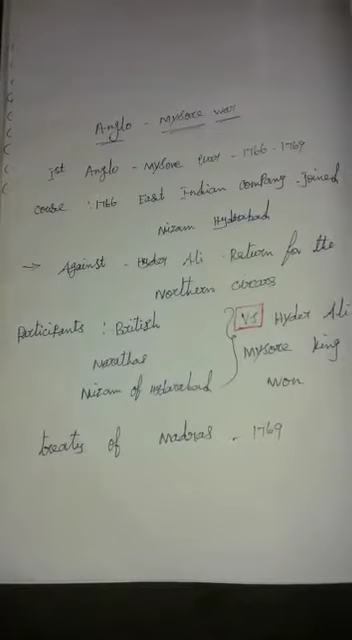 Anglo - Mysore war
Ist Anglo - Mysore war - 1766 - 1769
course : 1766 East Indian Company Joined
Nizam Hyderabad
→ Against - Hyder Ali - Return for the
Northern circars
Participants : British
Marathas
Nizam of Hyderabad
VS Hyder Ali
Mysore king
won
treaty of Madras - 1769